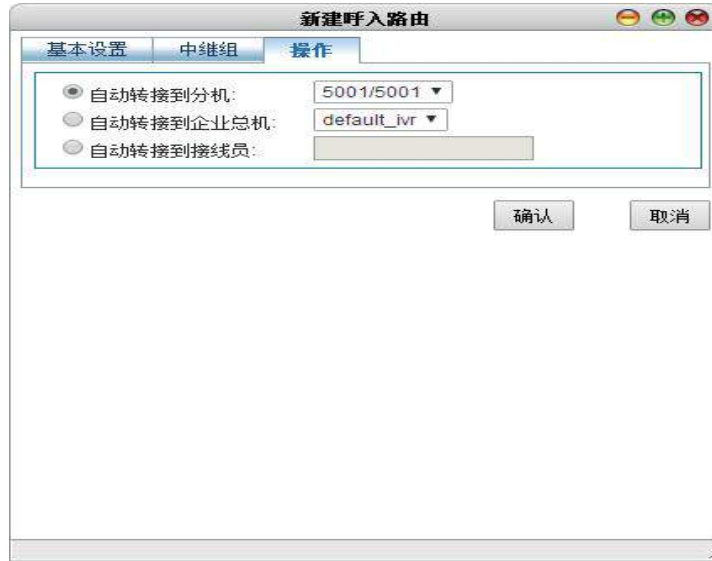 新建呼入路由
基本设置 中继组 操作
自动转接到分机: 5001/5001
自动转接到企业总机: default_ivr
自动转接到接线员:
确认 取消